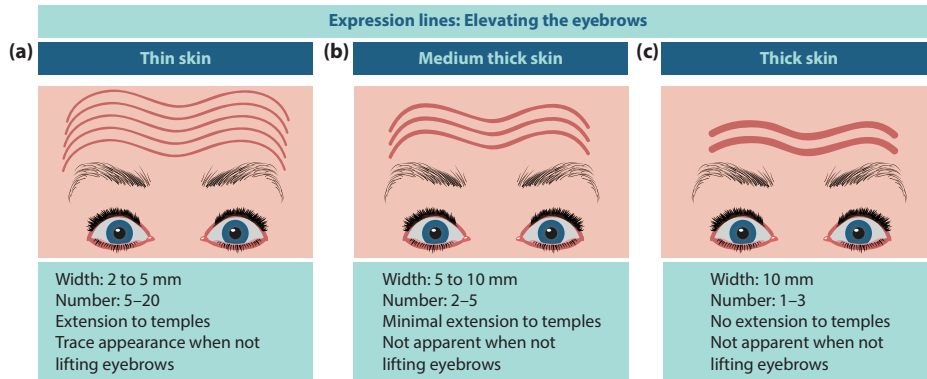 Expression lines: Elevating the eyebrows
(a)
Thin skin
Width: 2 to 5 mm
Number: 5–20
Extension to temples
Trace appearance when not
lifting eyebrows
(b)
Medium thick skin
Width: 5 to 10 mm
Number: 2–5
Minimal extension to temples
Not apparent when not
lifting eyebrows
(c)
Thick skin
Width: 10 mm
Number: 1–3
No extension to temples
Not apparent when not
lifting eyebrows